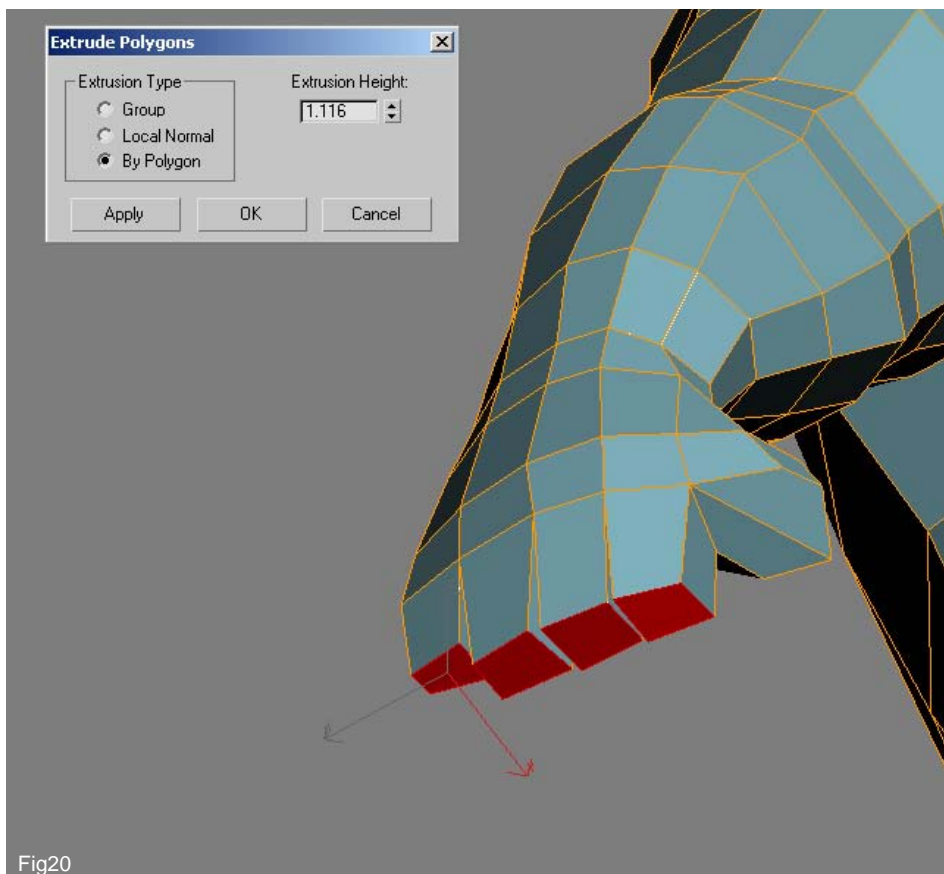 Extrude Polygons
Extrusion Type
Group
Local Normal
By Polygon
Extrusion Height:
1.116
Apply
OK
Cancel
Fig20